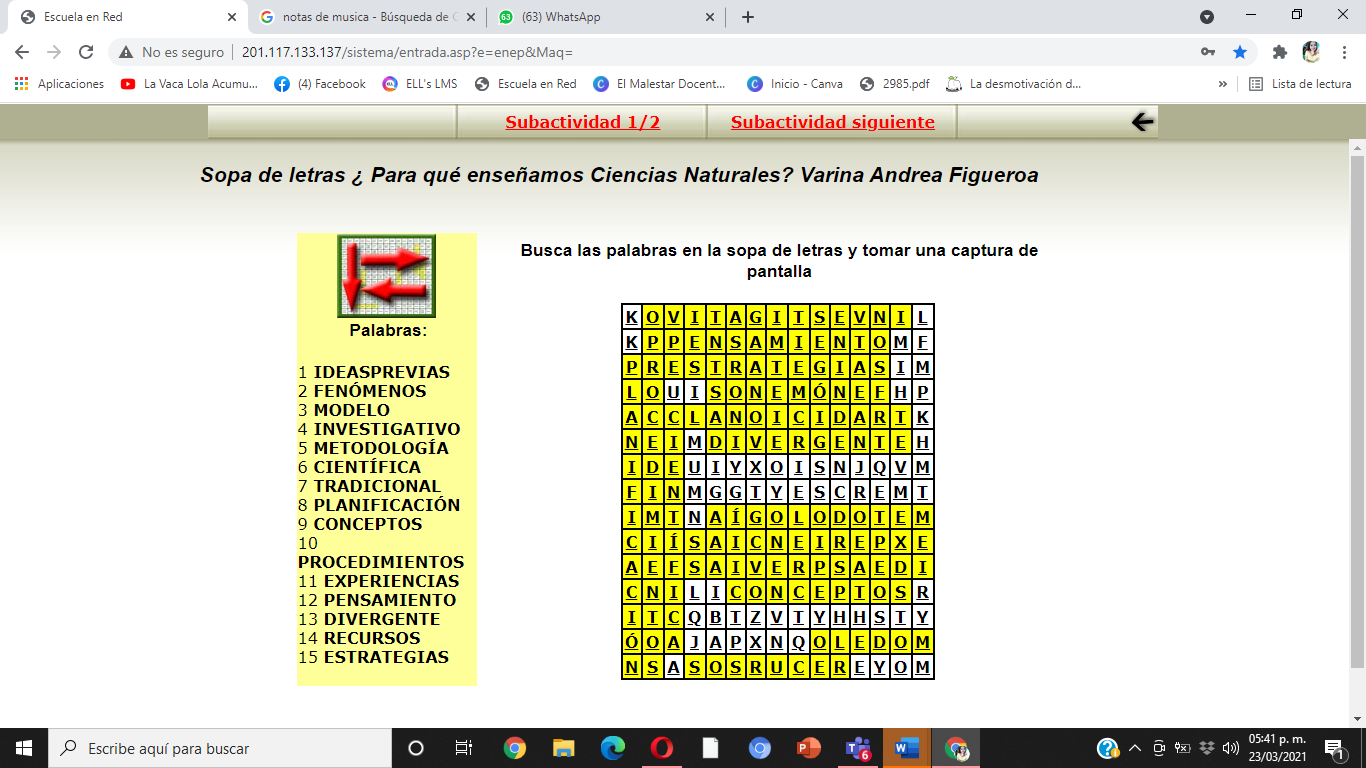 Escuela en Red
notas de musica - Búsqueda de G
(63) WhatsApp
No es seguro
201.117.133.137/sistema/entrada.asp?e=enep&Maq=
Aplicaciones
La Vaca Lola Acumu...
(4) Facebook
ELL's LMS
Escuela en Red
El Malestar Docent...
Inicio - Canva
2985.pdf
La desmotivación d...
»
Lista de lectura
Subactividad 1/2
Subactividad siguiente
Sopa de letras ¿ Para qué enseñamos Ciencias Naturales? Varina Andrea Figueroa
Palabras:
1 IDEASPREVIAS
2 FENÓMENOS
3 MODELO
4 INVESTIGATIVO
5 METODOLOGÍA
6 CIENTÍFICA
7 TRADICIONAL
8 PLANIFICACIÓN
9 CONCEPTOS
10
PROCEDIMIENTOS
11 EXPERIENCIAS
12 PENSAMIENTO
13 DIVERGENTE
14 RECURSOS
15 ESTRATEGIAS
Busca las palabras en la sopa de letras y tomar una captura de
pantalla
K O V I T A G I T S E V N I L
K P P E N S A M I E N T O M F
P R E S T R A T E G I A S I M
L O U I S O N E M Ó N E F H P
A C C L A N O I C I D A R T K
N E I M D I V E R G E N T E H
I D E U I Y X O I S N J Q V M
F I N M G G T Y E S C R E M T
I M T N A Í G O L O D O T E M
C I Í S A I C N E I R E P X E
A E F S A I V E R P S A E D I
C N I L I C O N C E P T O S R
I T C Q B T Z V T Y H H S T Y
Ó O A J A P X N Q O L E D O M
N S A S O S R U C E R E Y O M
Escribe aquí para buscar
6
05:41 p. m.
23/03/2021
1